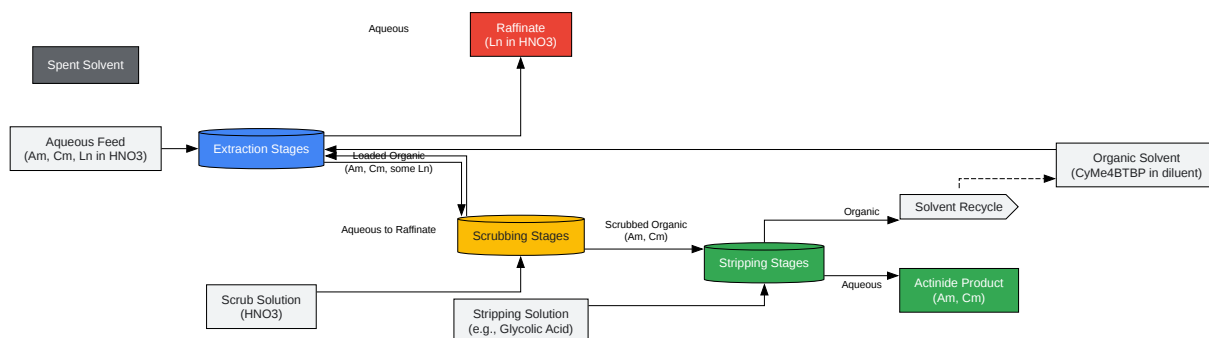 Aqueous
Raffinate
(Ln in HNO3)
Spent Solvent
Aqueous Feed
(Am, Cm, Ln in HNO3)
Extraction Stages
Loaded Organic
(Am, Cm, some Ln)
Organic Solvent
(CyMe4BTBP in diluent)
Solvent Recycle
Organic
Aqueous to Raffinate
Scrubbing Stages
Scrubbed Organic
(Am, Cm)
Stripping Stages
Aqueous
Actinide Product
(Am, Cm)
Scrub Solution
(HNO3)
Stripping Solution
(e.g., Glycolic Acid)